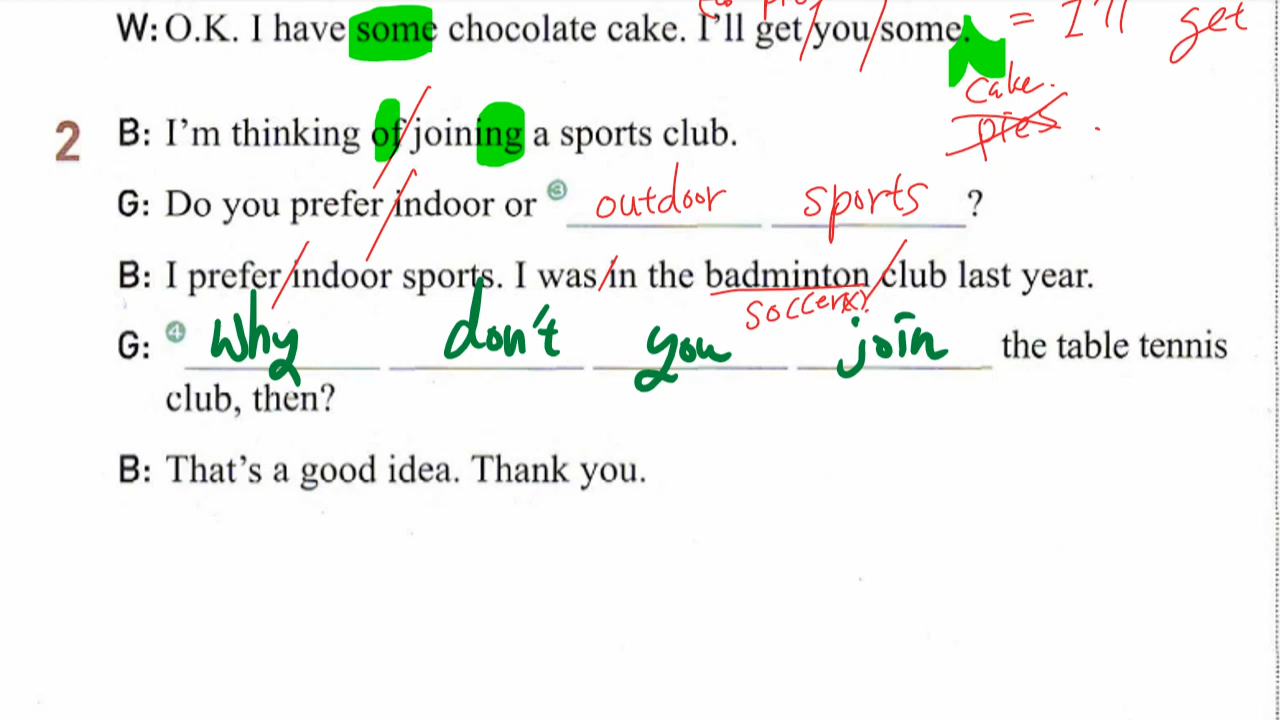 W: O.K. I have some chocolate cake. I'll get you some. = I'll get
cake.
pies .
2 B: I'm thinking of joining a sports club.
G: Do you prefer indoor or ③ outdoor sports ?
B: I prefer indoor sports. I was in the badminton club last year.
soccer(x)
G: ④ Why don't you join the table tennis
club, then?
B: That's a good idea. Thank you.